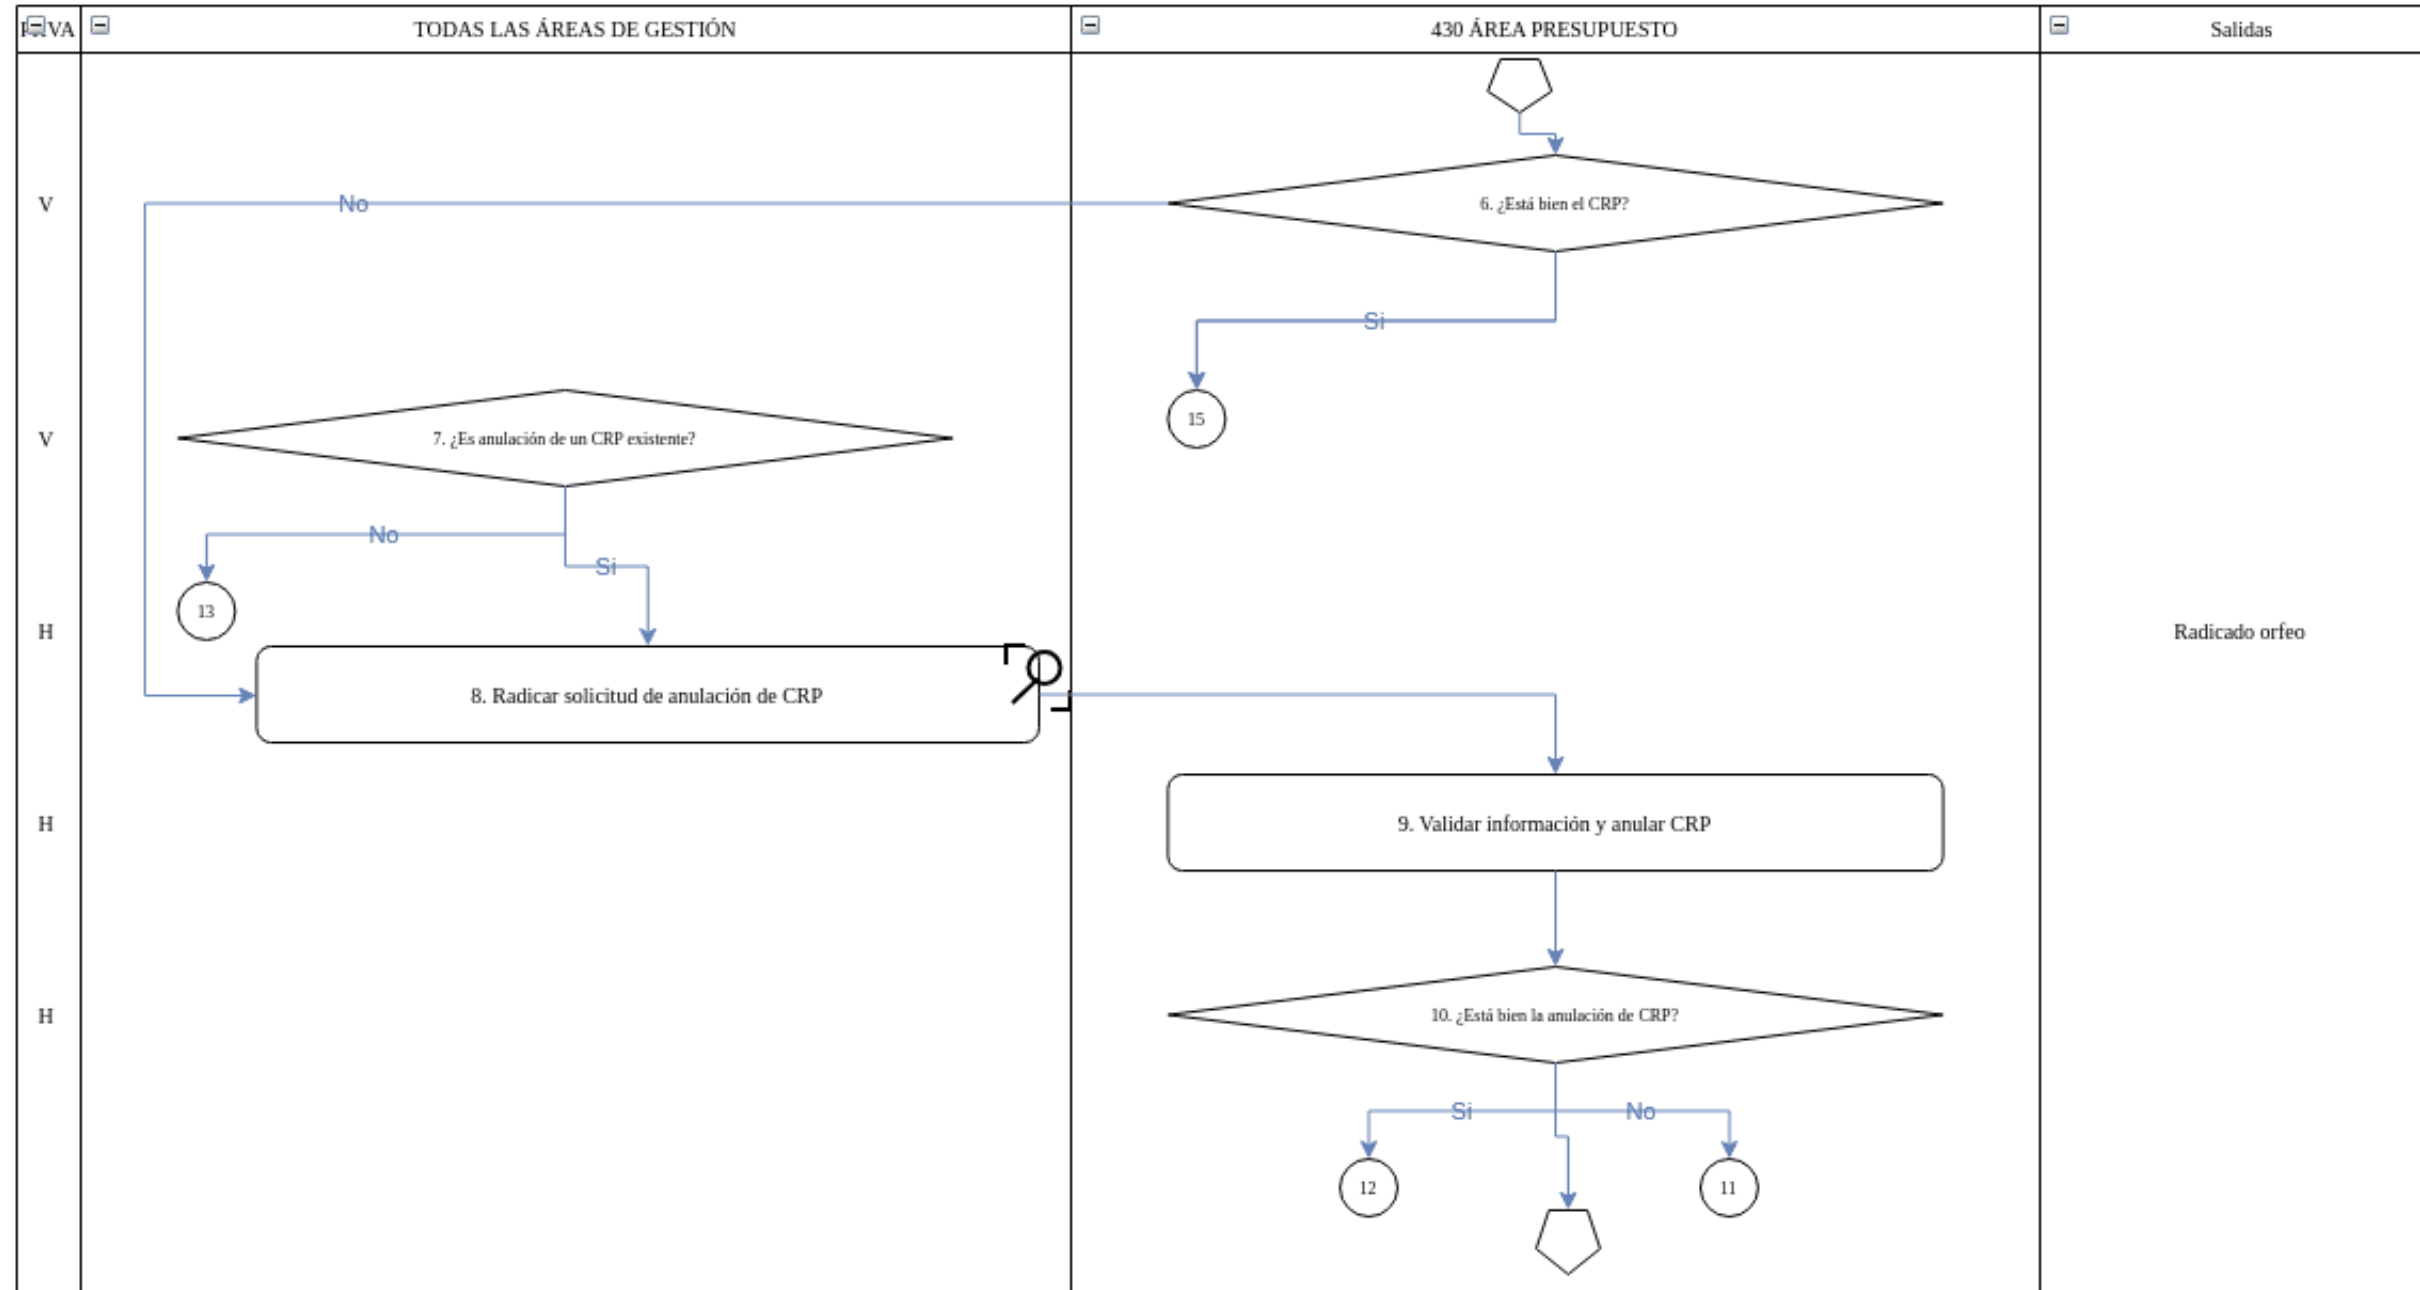 TODAS LAS ÁREAS DE GESTIÓN
430 ÁREA PRESUPUESTO
Salidas
V
No
6. ¿Está bien el CRP?
Si
15
V
7. ¿Es anulación de un CRP existente?
No
Si
13
H
Radicado orfeo
8. Radicar solicitud de anulación de CRP
H
9. Validar información y anular CRP
H
10. ¿Está bien la anulación de CRP?
Si
No
12
11